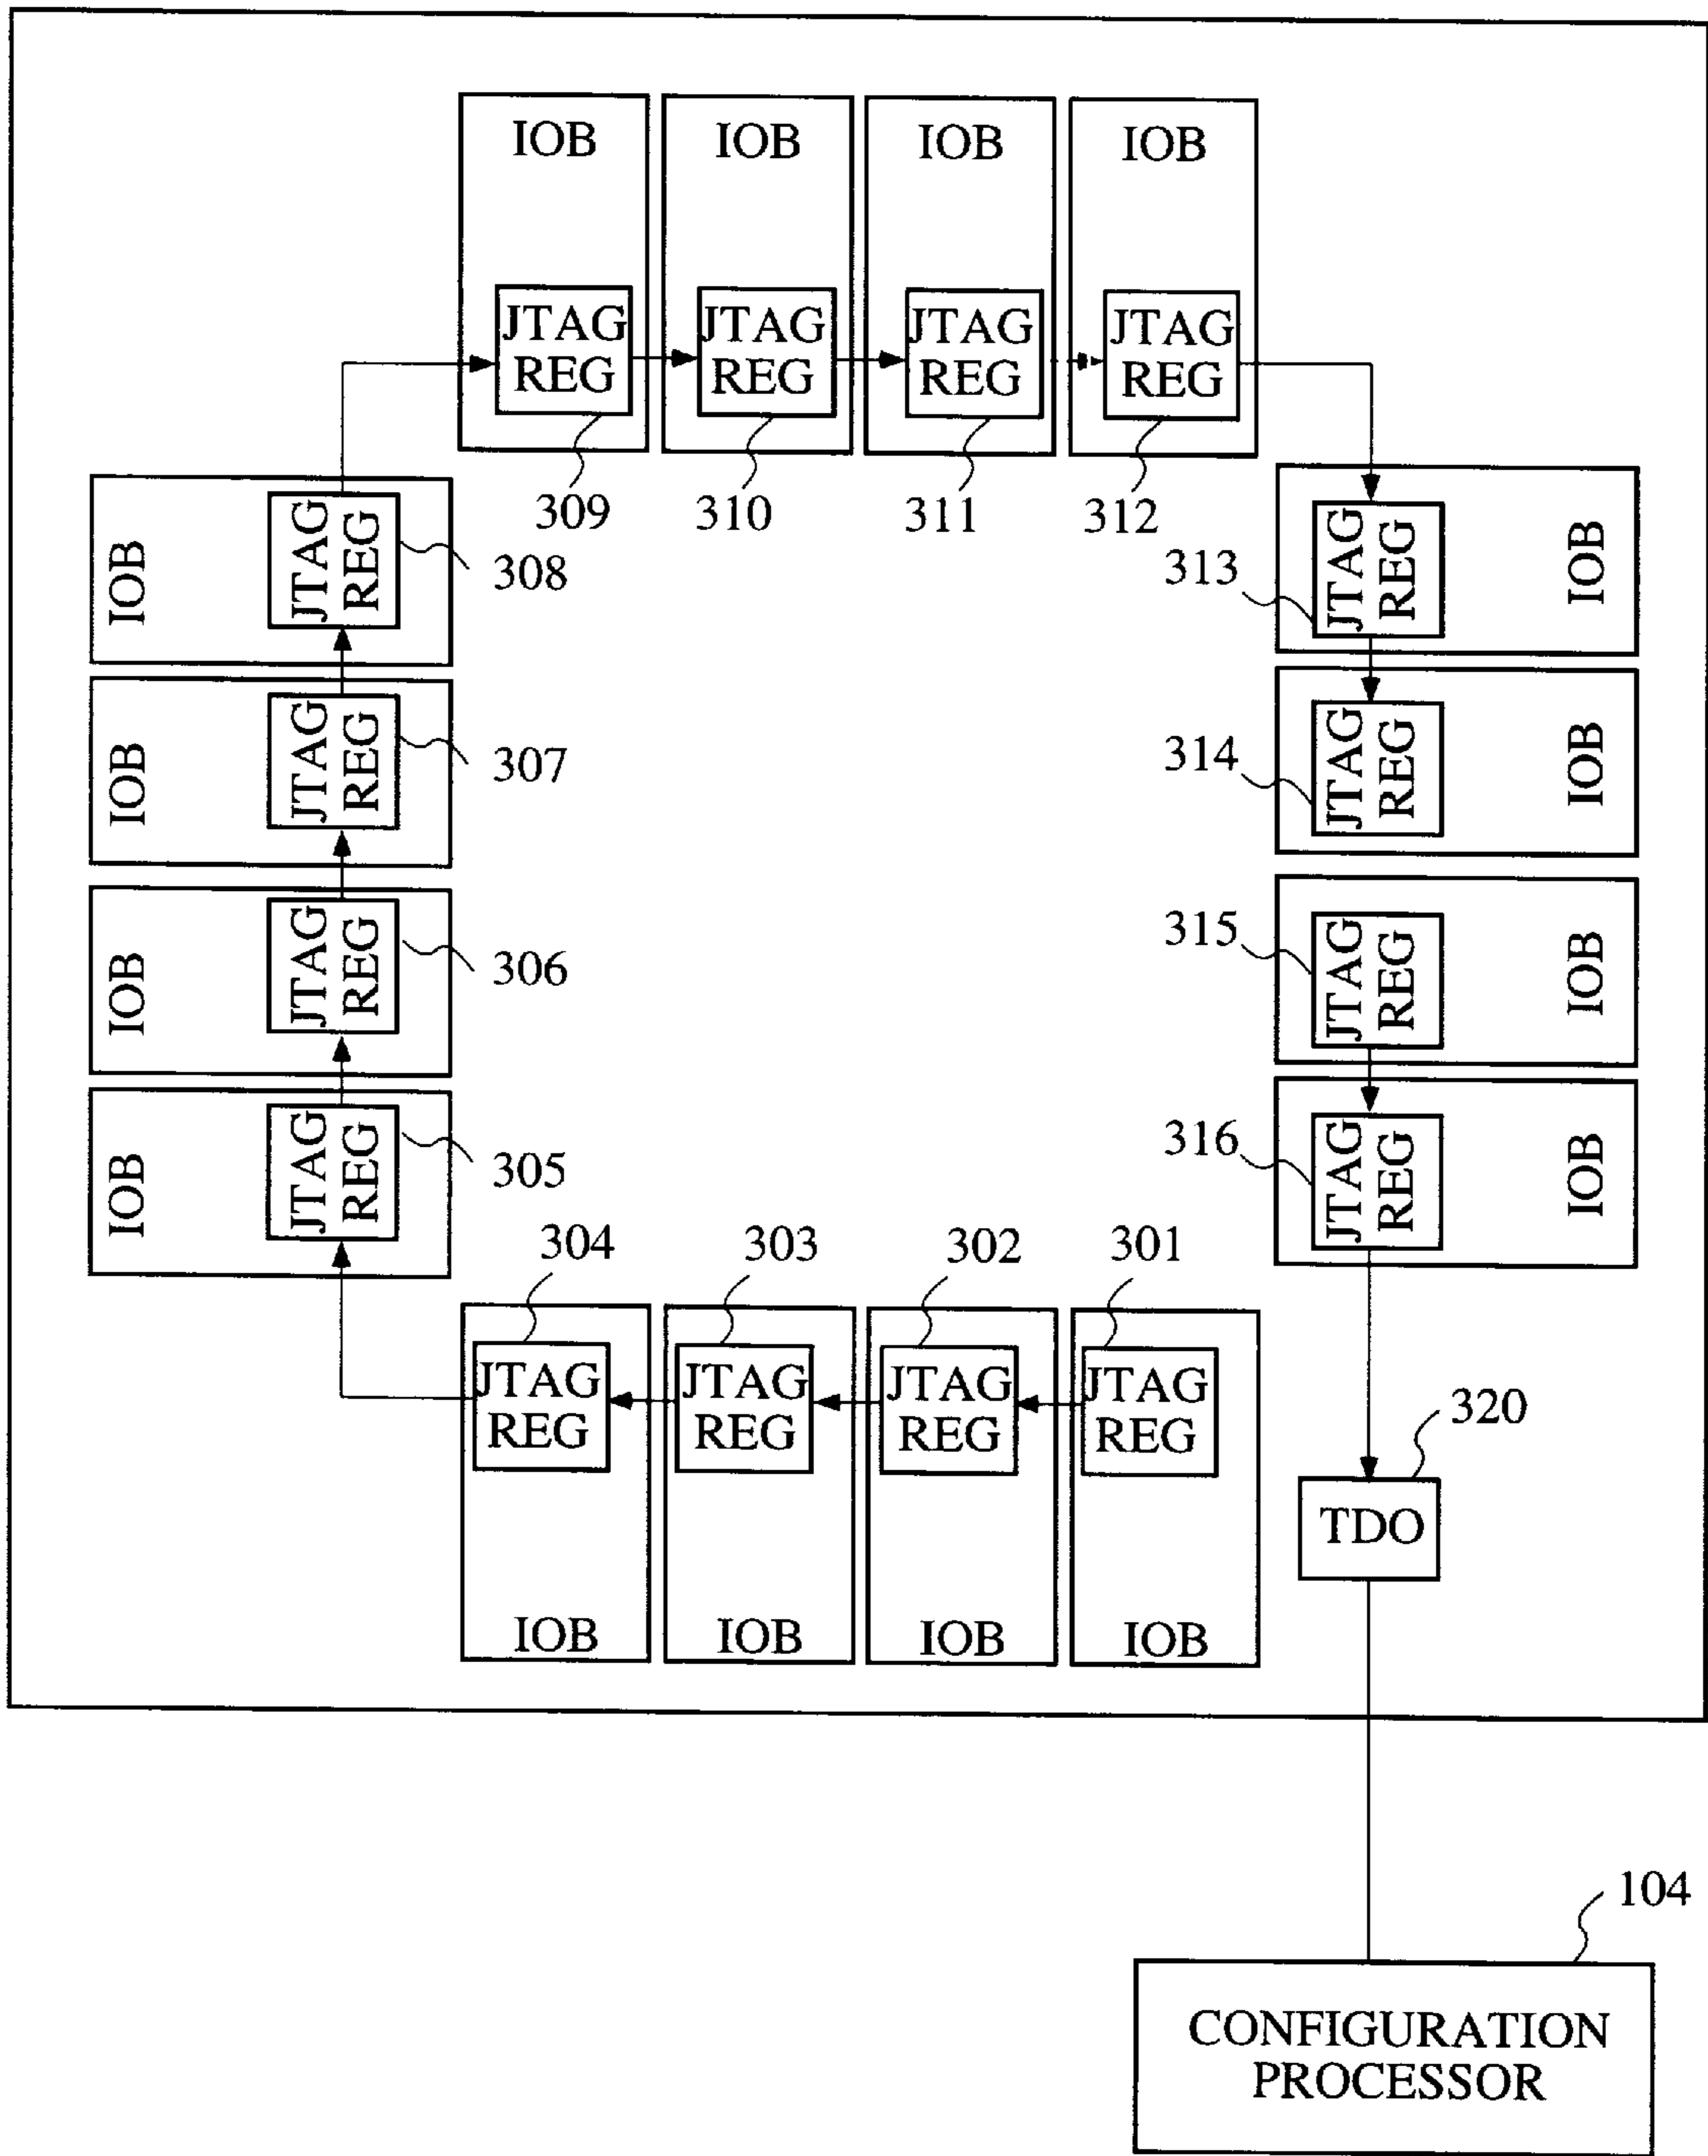 IOB IOB IOB IOB
JTAG REG
JTAG REG
JTAG REG
JTAG REG
309 310 311 312
IOB
JTAG REG
308
313
JTAG REG
IOB
IOB
JTAG REG
307
314
JTAG REG
IOB
IOB
JTAG REG
306
315
JTAG REG
IOB
IOB
JTAG REG
305
316
JTAG REG
IOB
304 303 302 301
JTAG REG
JTAG REG
JTAG REG
JTAG REG
320
TDO
IOB IOB IOB IOB
104
CONFIGURATION
PROCESSOR